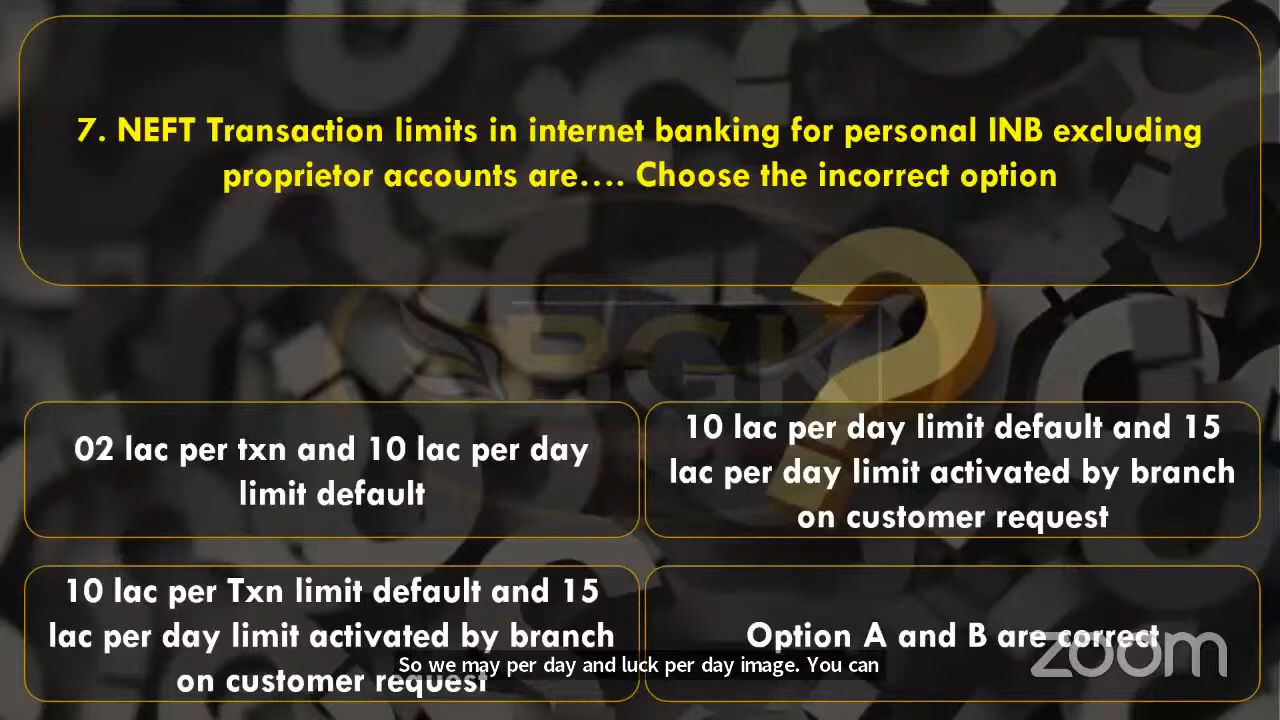 7. NEFT Transaction limits in internet banking for personal INB excluding
proprietor accounts are.... Choose the incorrect option
RGK
02 lac per txn and 10 lac per day
limit default
10 lac per day limit default and 15
lac per day limit activated by branch
on customer request
10 lac per Txn limit default and 15
lac per day limit activated by branch
on customer request
Option A and B are correct
So we may per day and luck per day image. You can
zoom